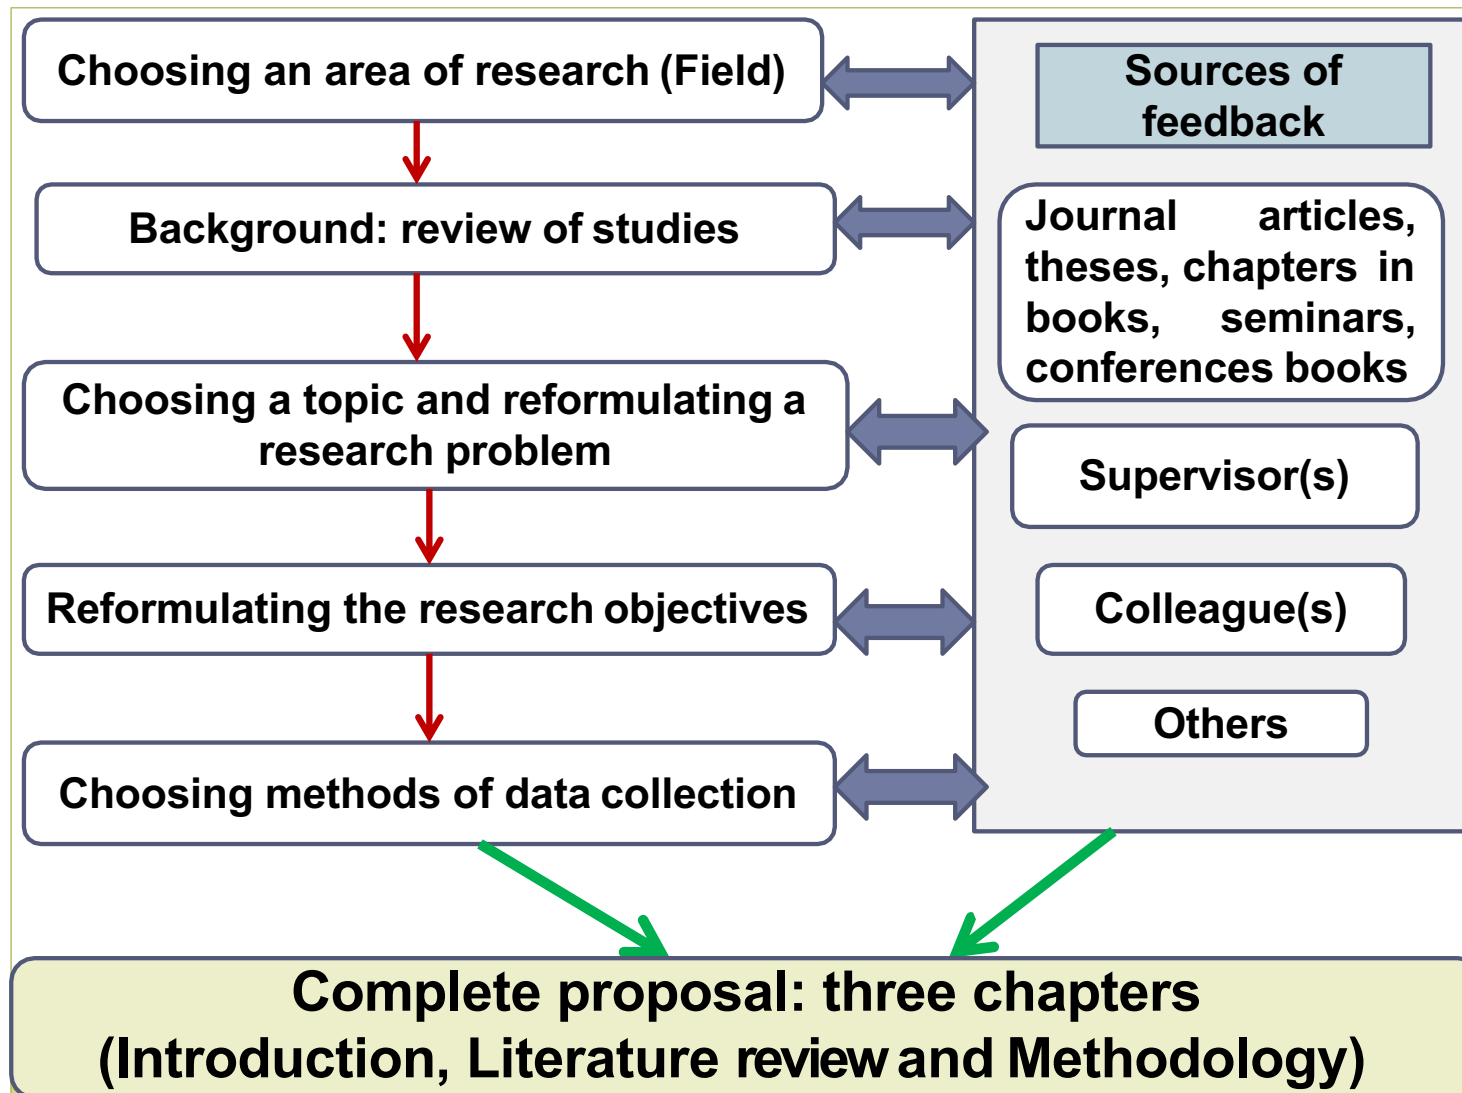 Choosing an area of research (Field)
Background: review of studies
Choosing a topic and reformulating a
research problem
Reformulating the research objectives
Choosing methods of data collection
Sources of
feedback
Journal articles,
theses, chapters in
books, seminars,
conferences books
Supervisor(s)
Colleague(s)
Others
Complete proposal: three chapters
(Introduction, Literature review and Methodology)